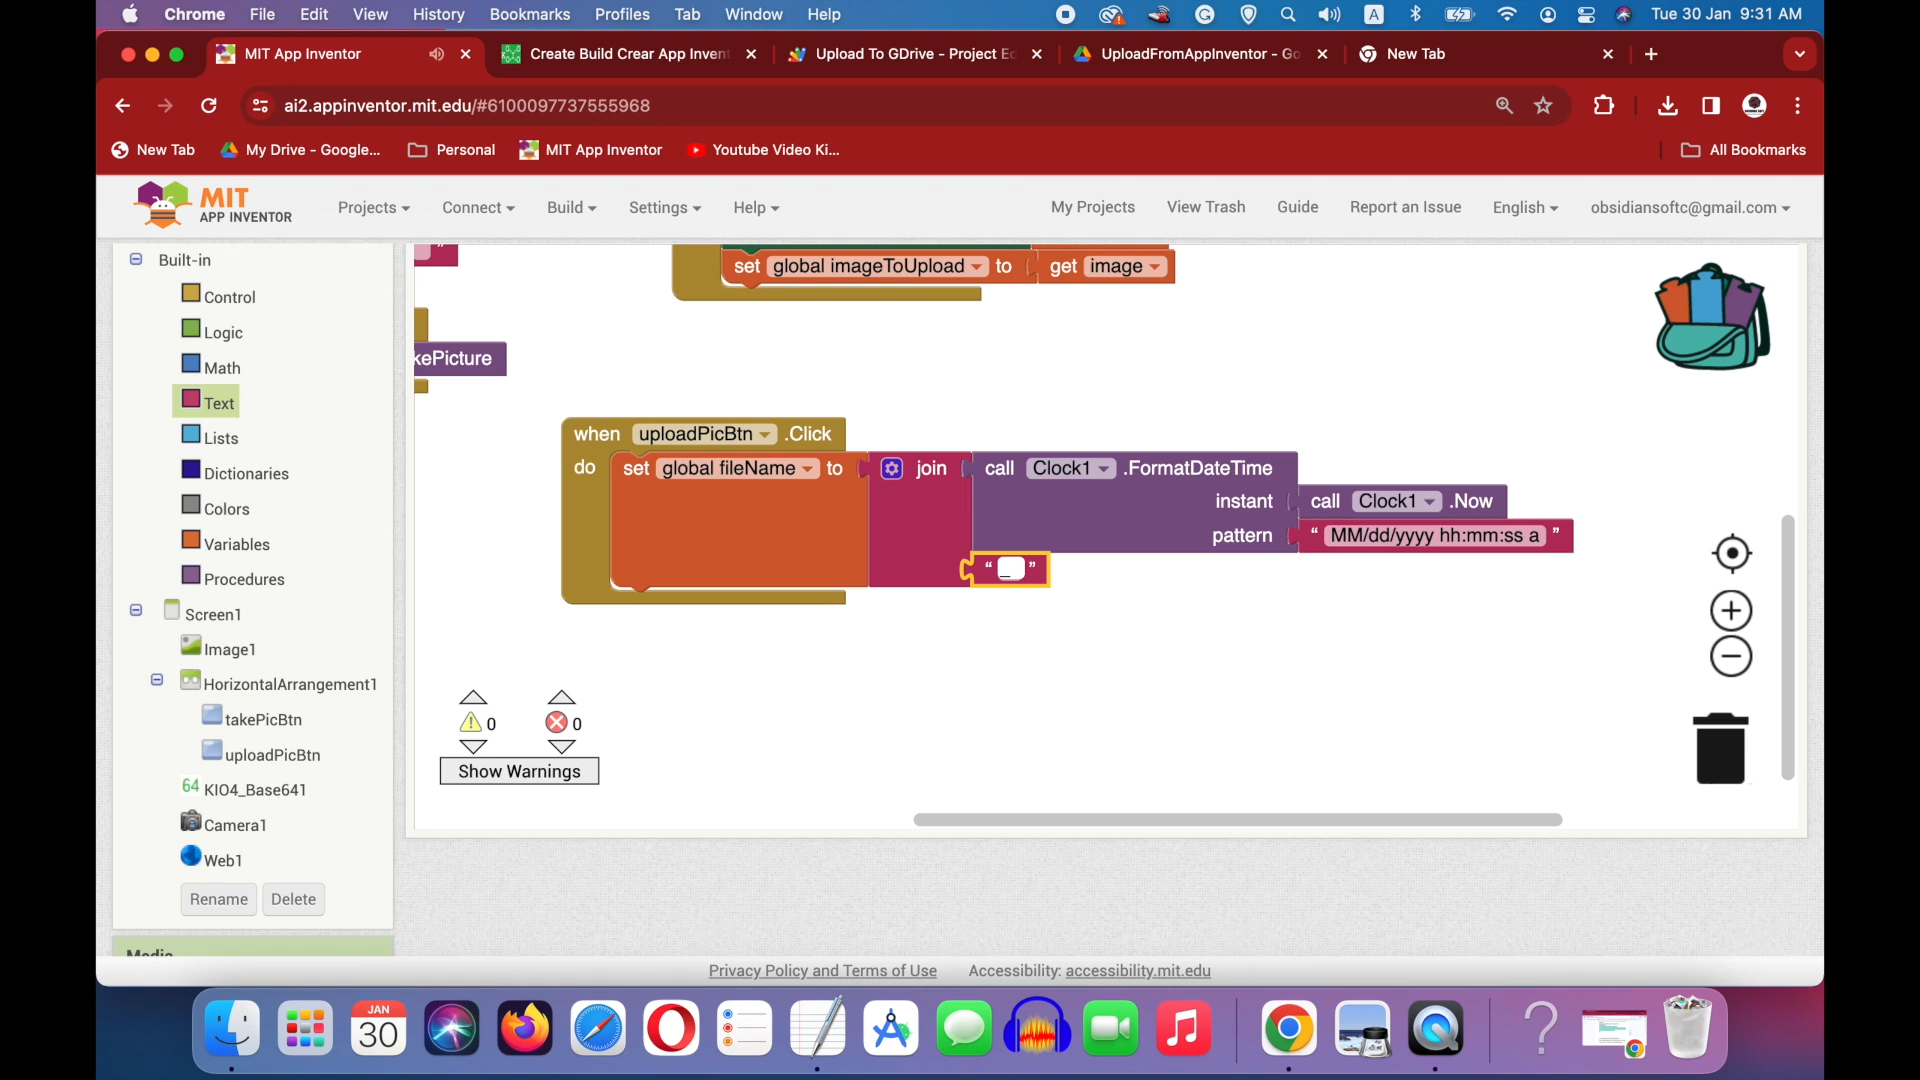 Chrome File Edit View History Bookmarks Profiles Tab Window Help A Tue 30 Jan 9:31 AM
MIT App Inventor Create Build Crear App Inven Upload To GDrive - Project Ed UploadFromAppInventor - Go New Tab
ai2.appinventor.mit.edu/#6100097737555968
New Tab My Drive - Google... Personal MIT App Inventor Youtube Video Ki... All Bookmarks
MIT
APP INVENTOR
Projects Connect Build Settings Help My Projects View Trash Guide Report an Issue English obsidiansoftc@gmail.com
Built-in
Control
Logic
Math
Text
Lists
Dictionaries
Colors
Variables
Procedures
Screen1
Image1
HorizontalArrangement1
takePicBtn
uploadPicBtn
64 KIO4_Base641
Camera1
Web1
Rename Delete
Media
"
set global imageToUpload to get image
kePicture
when uploadPicBtn .Click
do set global fileName to join call Clock1 .FormatDateTime
instant call Clock1 .Now
pattern " MM/dd/yyyy hh:mm:ss a "
" _ "
0 0
Show Warnings
Privacy Policy and Terms of Use Accessibility: accessibility.mit.edu
JAN
30